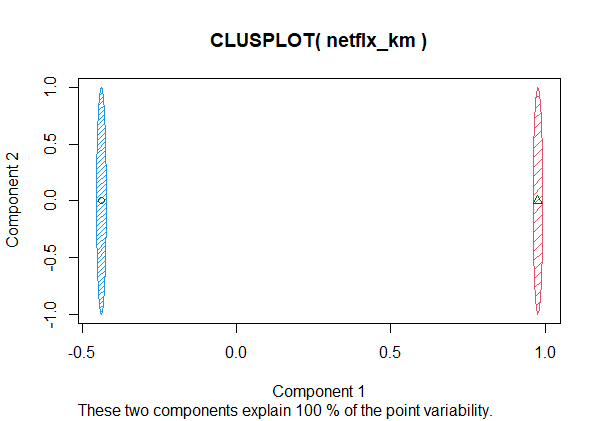 CLUSPLOT( netflx_km )
1.0
0.5
0.0
-0.5
-1.0
Component 2
-0.5 0.0 0.5 1.0
Component 1
These two components explain 100 % of the point variability.